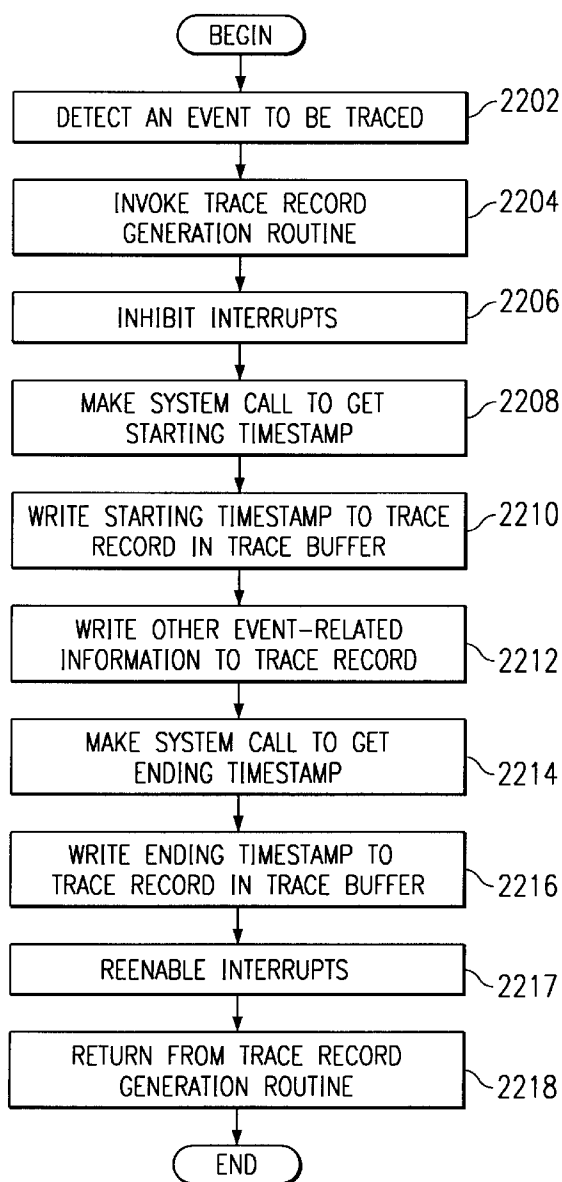 BEGIN
DETECT AN EVENT TO BE TRACED
2202
INVOKE TRACE RECORD
GENERATION ROUTINE
2204
INHIBIT INTERRUPTS
2206
MAKE SYSTEM CALL TO GET
STARTING TIMESTAMP
2208
WRITE STARTING TIMESTAMP TO TRACE
RECORD IN TRACE BUFFER
2210
WRITE OTHER EVENT-RELATED
INFORMATION TO TRACE RECORD
2212
MAKE SYSTEM CALL TO GET
ENDING TIMESTAMP
2214
WRITE ENDING TIMESTAMP TO
TRACE RECORD IN TRACE BUFFER
2216
REENABLE INTERRUPTS
2217
RETURN FROM TRACE RECORD
GENERATION ROUTINE
2218
END